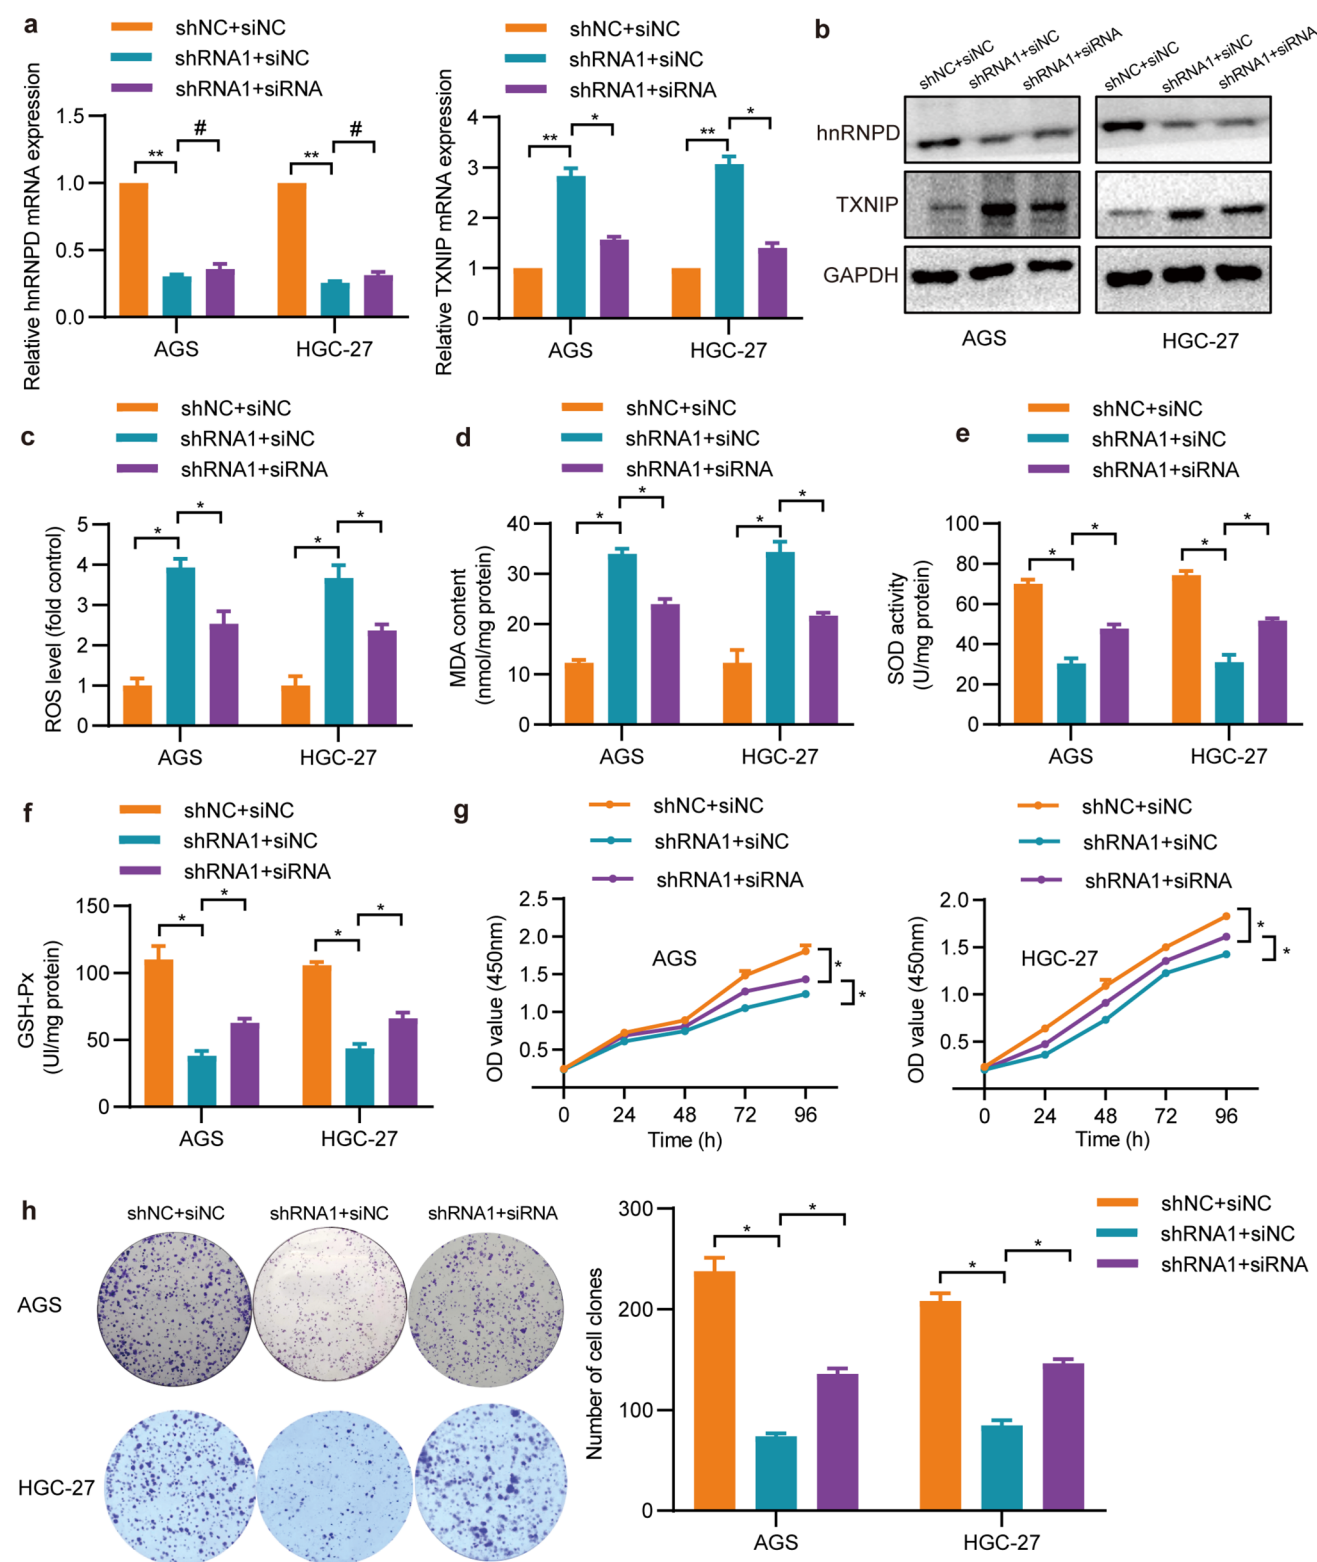 a
shNC+siNC
shRNA1+siNC
shRNA1+siRNA
Relative hnRNPD mRNA expression
1.5
1.0
0.5
0.0
**
#
**
#
AGS
HGC-27
shNC+siNC
shRNA1+siNC
shRNA1+siRNA
Relative TXNIP mRNA expression
4
3
2
1
0
**
*
**
*
AGS
HGC-27
b
shNC+siNC
shRNA1+siNC
shRNA1+siRNA
shNC+siNC
shRNA1+siNC
shRNA1+siRNA
hnRNPD
TXNIP
GAPDH
AGS
HGC-27
c
shNC+siNC
shRNA1+siNC
shRNA1+siRNA
ROS level (fold control)
5
4
3
2
1
0
*
*
*
*
AGS
HGC-27
d
shNC+siNC
shRNA1+siNC
shRNA1+siRNA
MDA content
(nmol/mg protein)
40
30
20
10
0
*
*
*
*
AGS
HGC-27
e
shNC+siNC
shRNA1+siNC
shRNA1+siRNA
SOD activity
(U/mg protein)
100
80
60
40
20
0
*
*
*
*
AGS
HGC-27
f
shNC+siNC
shRNA1+siNC
shRNA1+siRNA
GSH-Px
(UI/mg protein)
150
100
50
0
*
*
*
*
AGS
HGC-27
g
shNC+siNC
shRNA1+siNC
shRNA1+siRNA
OD value (450nm)
2.5
2.0
1.5
1.0
0.5
AGS
*
*
0 24 48 72 96
Time (h)
shNC+siNC
shRNA1+siNC
shRNA1+siRNA
OD value (450nm)
2.0
1.5
1.0
0.5
HGC-27
*
*
0 24 48 72 96
Time (h)
h
shNC+siNC
shRNA1+siNC
shRNA1+siRNA
AGS
HGC-27
Number of cell clones
300
200
100
0
*
*
*
*
AGS
HGC-27
shNC+siNC
shRNA1+siNC
shRNA1+siRNA